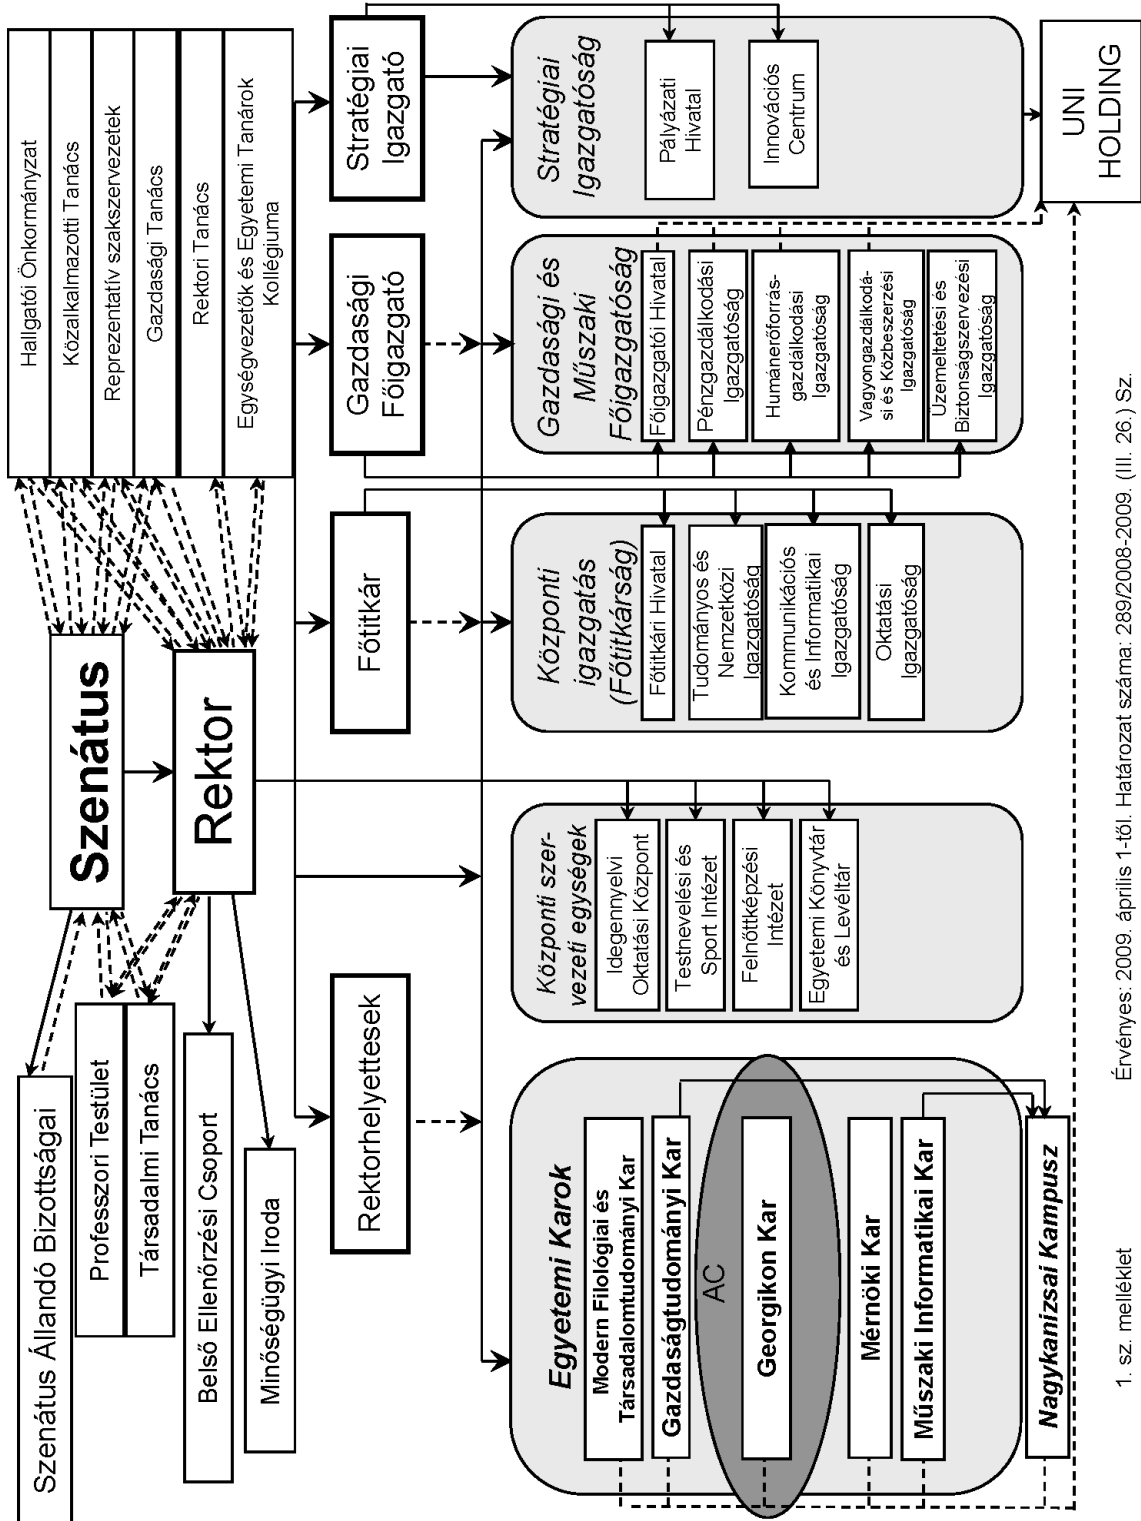 Szenátus Állandó Bizottságai
Professzori Testület
Társadalmi Tanács
Belső Ellenőrzési Csoport
Minőségügyi Iroda
Szenátus
Rektor
Hallgatói Önkormányzat
Közalkalmazotti Tanács
Reprezentatív szakszervezetek
Gazdasági Tanács
Rektori Tanács
Egységvezetők és Egyetemi Tanárok
Kollégiuma
Rektorhelyettesek
Főtitkár
Gazdasági
Főigazgató
Stratégiai
Igazgató
Egyetemi Karok
Modern Filológiai és
Társadalomtudományi Kar
Gazdaságtudományi Kar
AC
Georgikon Kar
Mérnöki Kar
Műszaki Informatikai Kar
Nagykanizsai Kampusz
Központi szer-
vezeti egységek
Idegennyelvi
Oktatási Központ
Testnevelési és
Sport Intézet
Felnőttképzési
Intézet
Egyetemi Könyvtár
és Levéltár
Központi
igazgatás
(Főtitkárság)
Főtitkári Hivatal
Tudományos és
Nemzetközi
Igazgatóság
Kommunikációs
és Informatikai
Igazgatóság
Oktatási
Igazgatóság
Gazdasági és
Műszaki
Főigazgatóság
Főigazgatói Hivatal
Pénzgazdálkodási
Igazgatóság
Humánerőforrás-
gazdálkodási
Igazgatóság
Vagyongazdálkodá-
si és Közbeszerzési
Igazgatóság
Üzemeltetési és
Biztonságszervezési
Igazgatóság
Stratégiai
Igazgatóság
Pályázati
Hivatal
Innovációs
Centrum
UNI
HOLDING
1. sz. melléklet
Érvényes: 2009. április 1-től. Határozat száma: 289/2008-2009. (III. 26.) Sz.